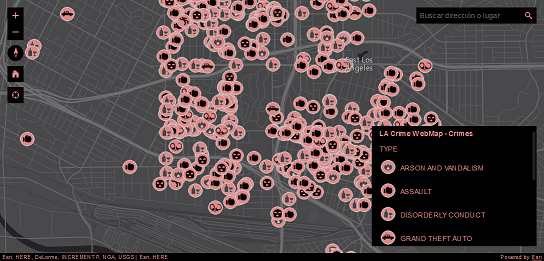 Buscar dirección o lugar
East Los
Angeles
LA Crime WebMap - Crimes
TYPE
ARSON AND VANDALISM
ASSAULT
DISORDERLY CONDUCT
GRAND THEFT AUTO
Esri, HERE, DeLorme, INCREMENT P, NGA, USGS | Esri, HERE
Powered by Esri